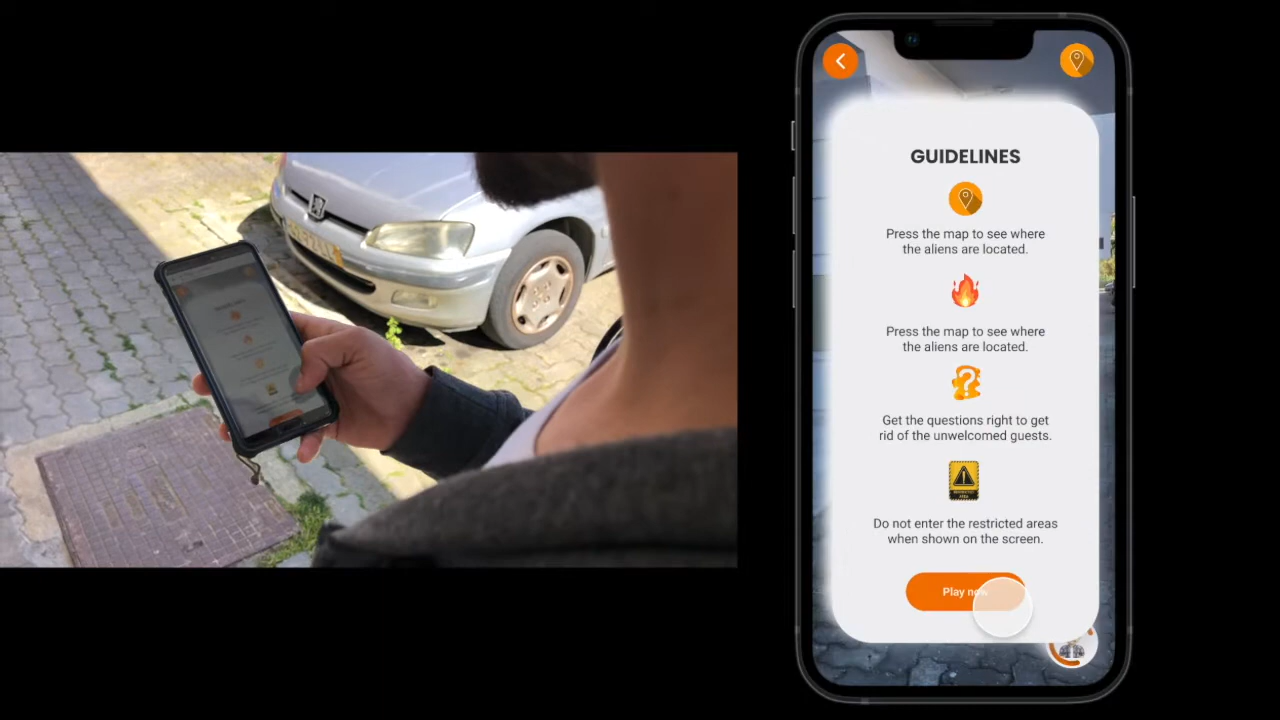 GUIDELINES
Press the map to see where
the aliens are located.
Press the map to see where
the aliens are located.
Get the questions right to get
rid of the unwelcomed guests.
Do not enter the restricted areas
when shown on the screen.
Play now